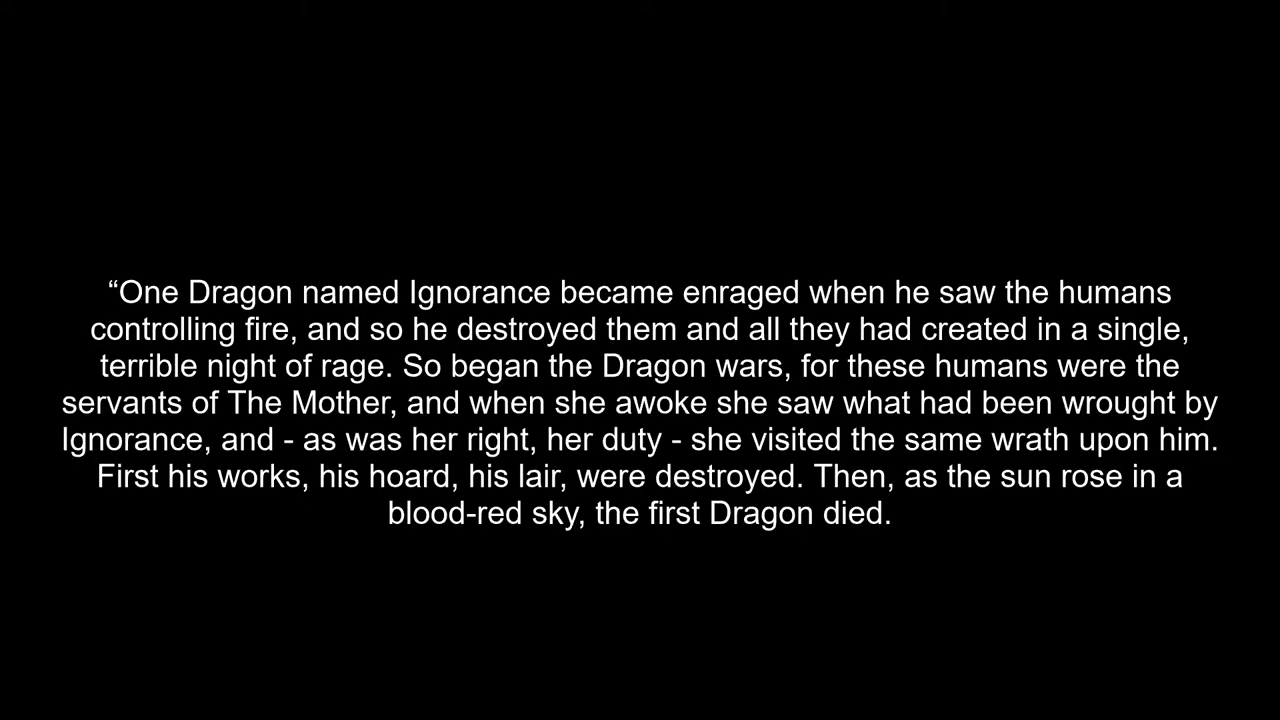 “One Dragon named Ignorance became enraged when he saw the humans
controlling fire, and so he destroyed them and all they had created in a single,
terrible night of rage. So began the Dragon wars, for these humans were the
servants of The Mother, and when she awoke she saw what had been wrought by
Ignorance, and - as was her right, her duty - she visited the same wrath upon him.
First his works, his hoard, his lair, were destroyed. Then, as the sun rose in a
blood-red sky, the first Dragon died.